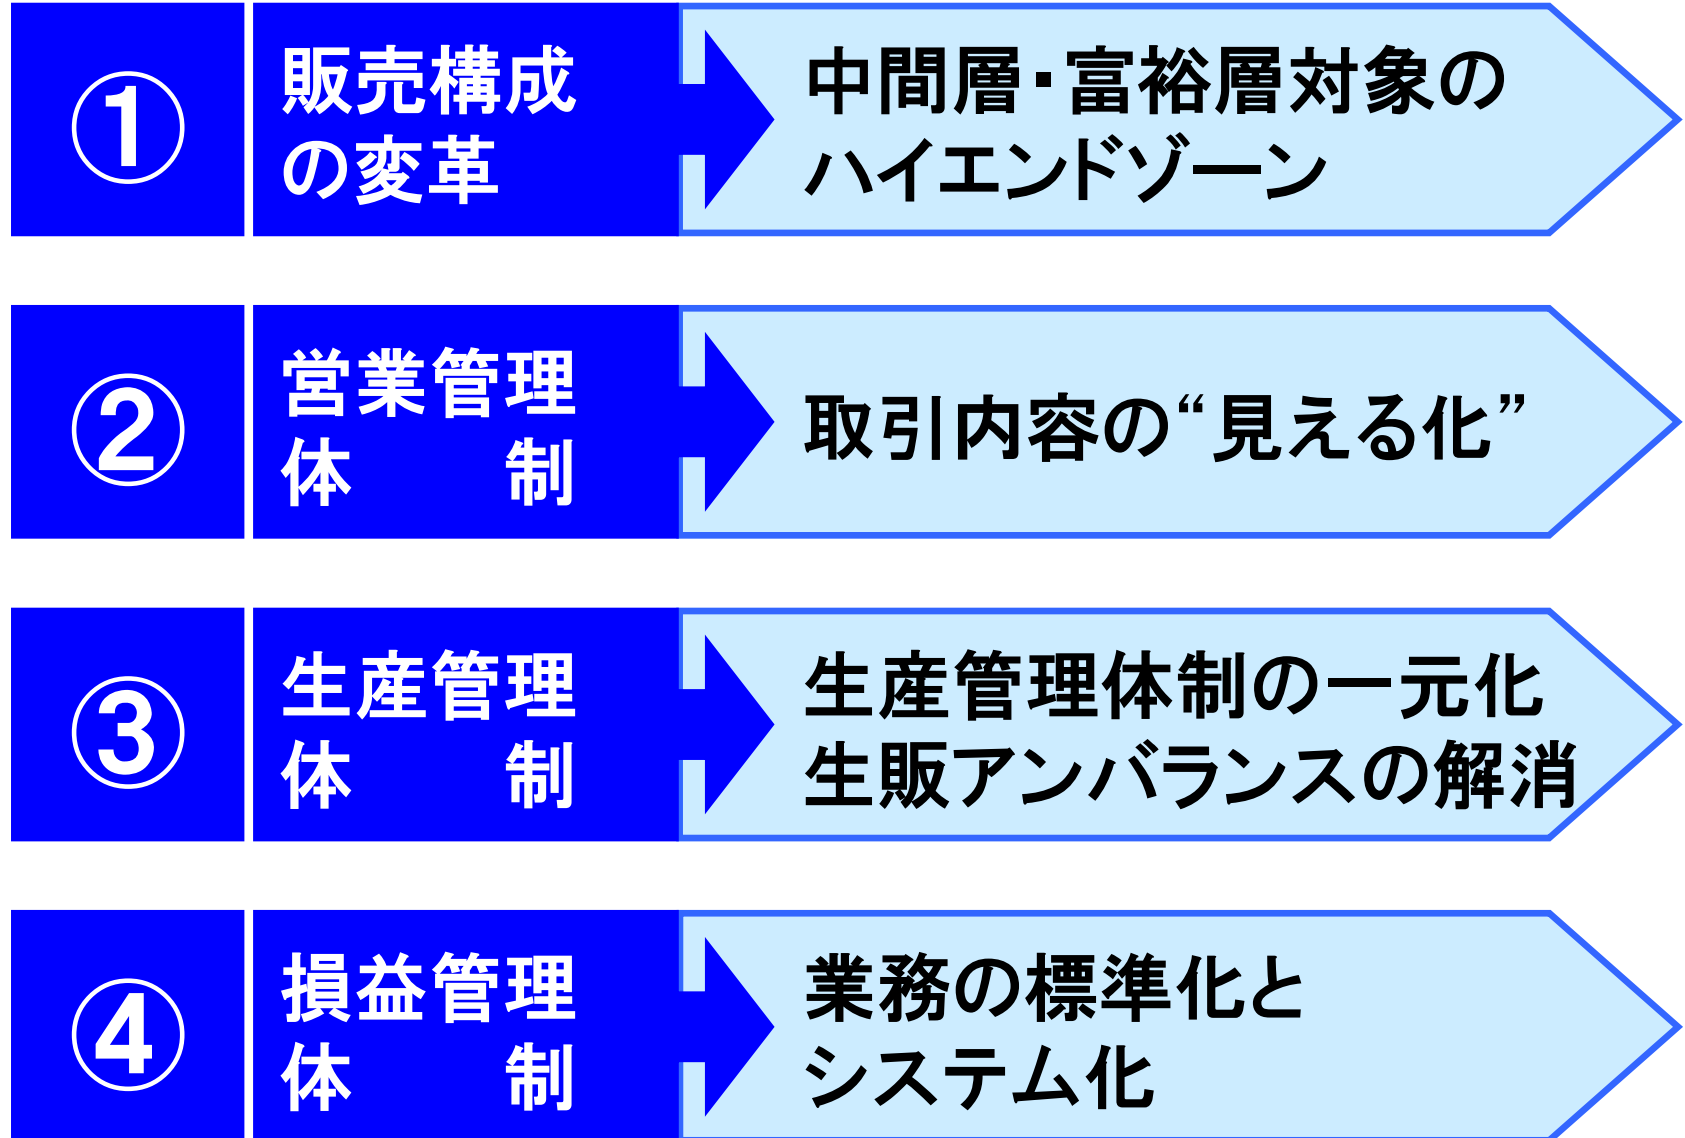 ①
販売構成
の変革
中間層・富裕層対象の
ハイエンドゾーン
②
営業管理
体　　制
取引内容の“見える化”
③
生産管理
体　　制
生産管理体制の一元化
生販アンバランスの解消
④
損益管理
体　　制
業務の標準化と
システム化